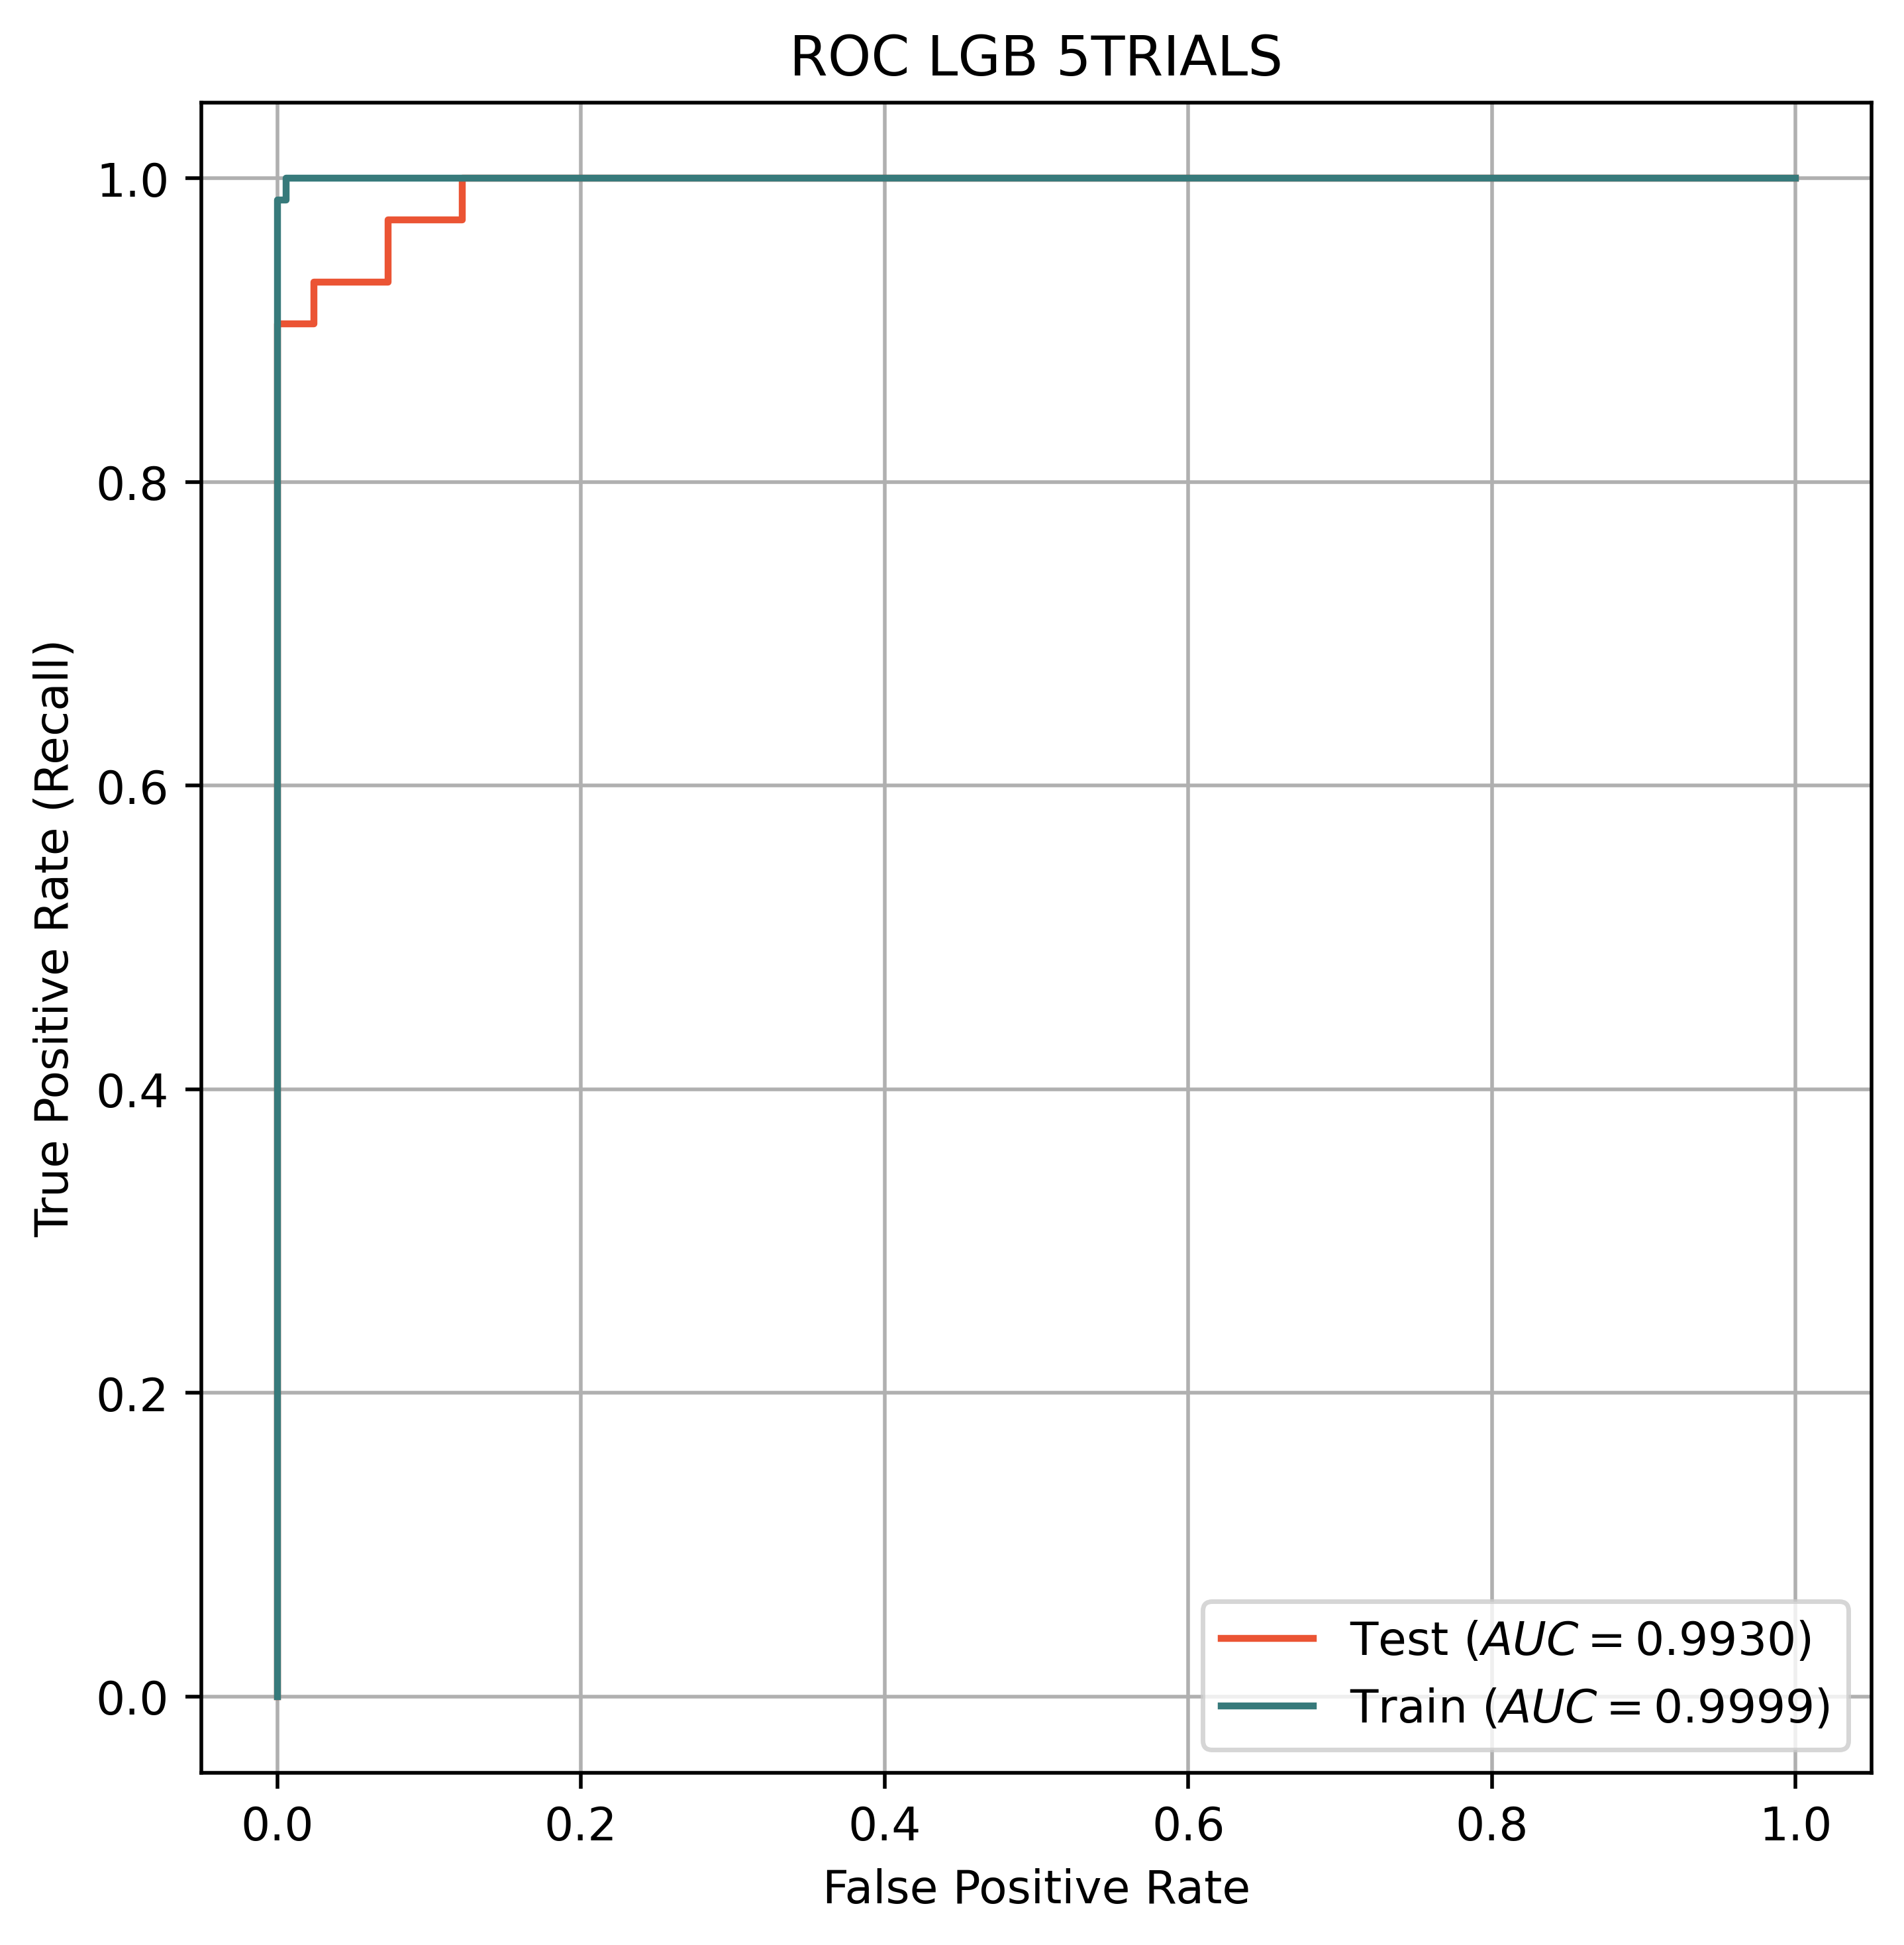 ROC LGB 5TRIALS
True Positive Rate (Recall)
1.0
0.8
0.6
0.4
0.2
0.0
Test (AUC = 0.9930)
Train (AUC = 0.9999)
0.0 0.2 0.4 0.6 0.8 1.0
False Positive Rate